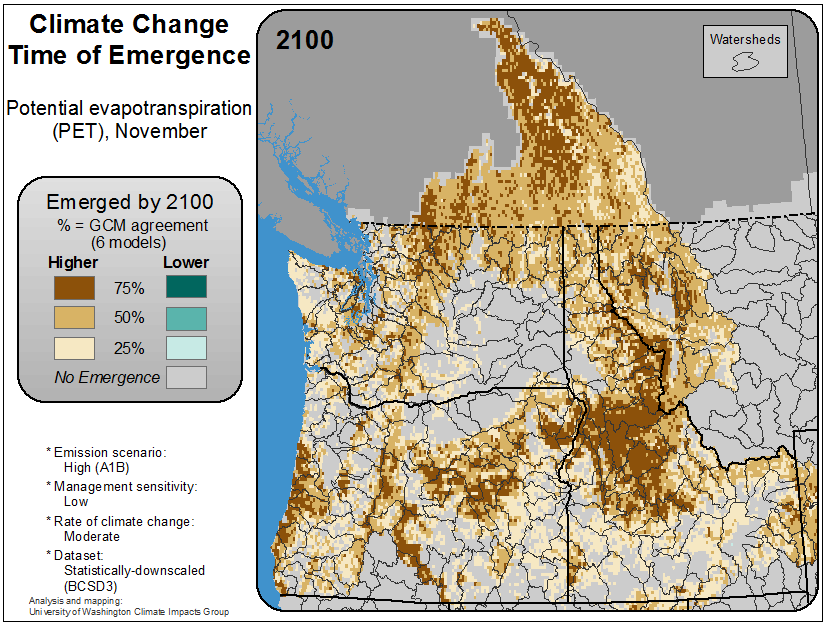 Climate Change
Time of Emergence
Potential evapotranspiration
(PET), November
Emerged by 2100
% = GCM agreement
(6 models)
Higher
Lower
75%
50%
25%
No Emergence
* Emission scenario:
High (A1B)
* Management sensitivity:
Low
* Rate of climate change:
Moderate
* Dataset:
Statistically-downscaled
(BCSD3)
Analysis and mapping:
University of Washington Climate Impacts Group
2100
Watersheds